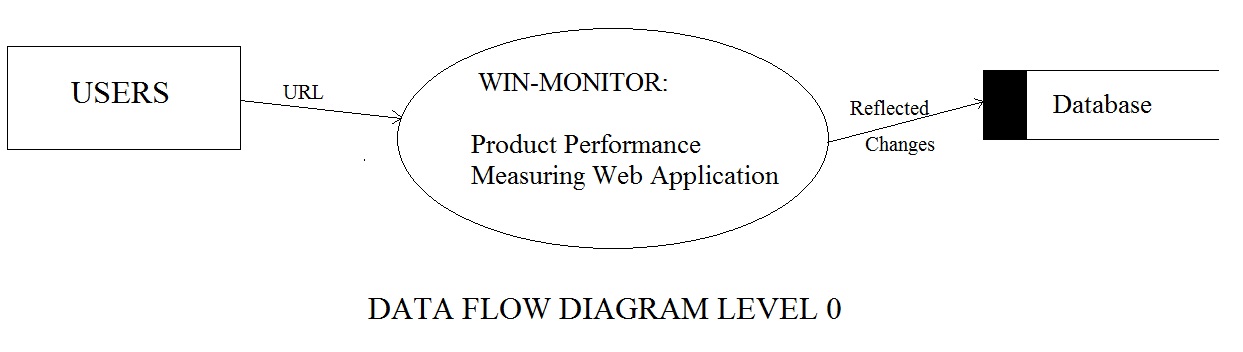 USERS
URL
WIN-MONITOR:
Product Performance
Measuring Web Application
Reflected
Changes
Database
DATA FLOW DIAGRAM LEVEL 0